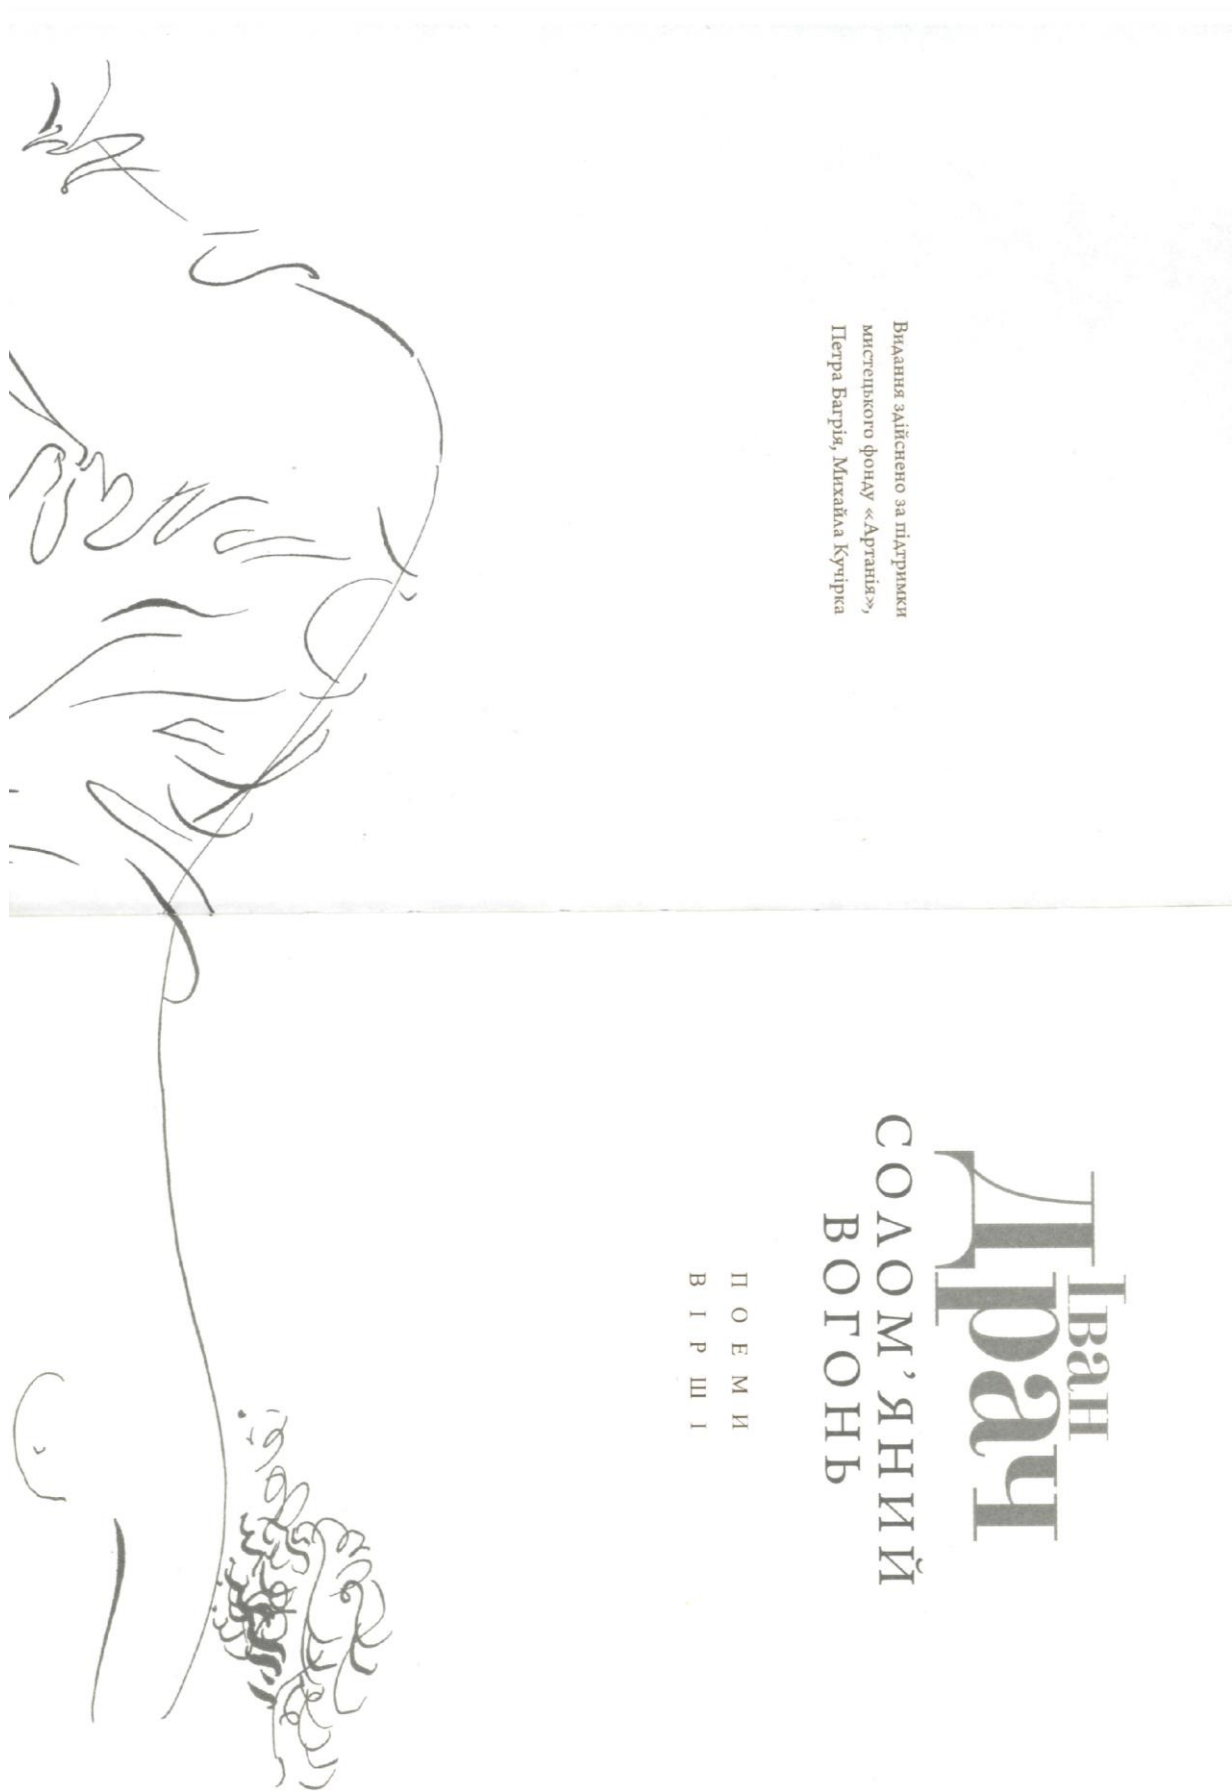 Видання здійснено за підтримки
мистецького фонду «Артанія»,
Петра Багрія, Михайла Кучірка
Іван
Драч
СОЛОМ’ЯНИЙ
ВОГОНЬ
ПОЕМИ
ВІРШІ